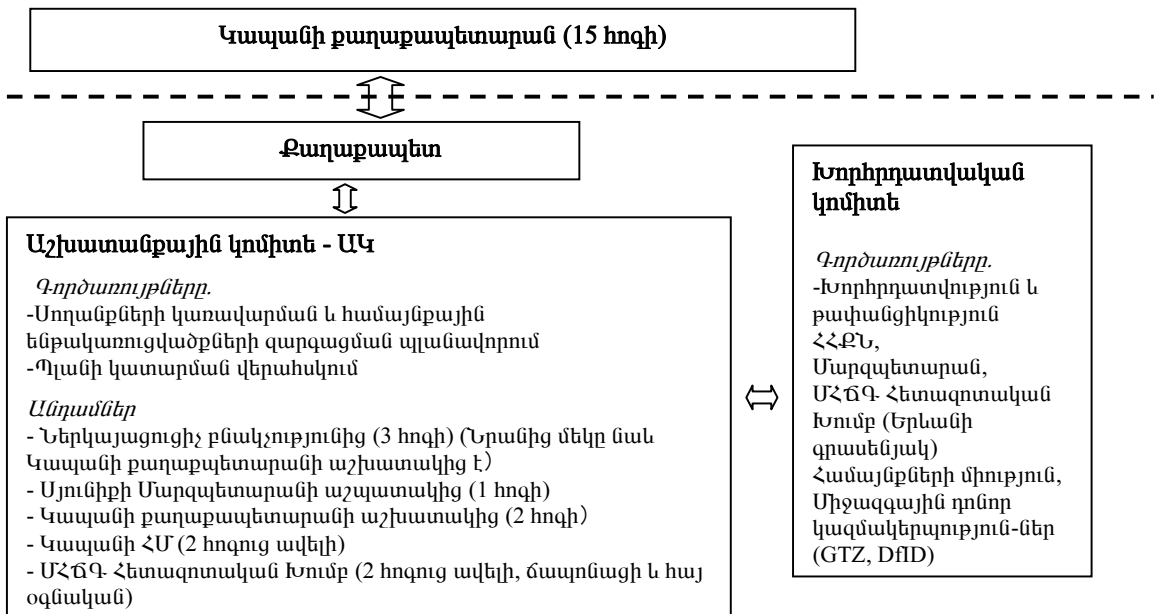 Կապանի քաղաքապետարան (15 հոգի)
Քաղաքապետ
Աշխատանքային կոմիտե - ԱԿ
Գործառույթները.
-Սողանքների կառավարման և համայնքային
ենթակառուցվածքների զարգացման պլանավորում
-Պլանի կատարման վերահսկում
Անդամներ
- Ներկայացուցիչ բնակչությունից (3 հոգի) (Նրանից մեկը նաև
Կապանի քաղաքպետարանի աշխատակից է)
- Սյունիքի Մարզպետարանի աշպատակից (1 հոգի)
- Կապանի քաղաքապետարանի աշխատակից (2 հոգի)
- Կապանի ՀՄ (2 հոգուց ավելի)
- ՄՀՃԳ Հետազոտական Խումբ (2 հոգուց ավելի, ճապոնացի և հայ
օգնական)
Խորհրդատվական
կոմիտե
Գործառույթները.
-Խորհրդատվություն և
թափանցիկություն
ՀՀՔՆ,
Մարզպետարան,
ՄՀՃԳ Հետազոտական
Խումբ (Երևանի
գրասենյակ)
Համայնքների միություն,
Միջազգային դոնոր
կազմակերպություն-ներ
(GTZ, DfID)